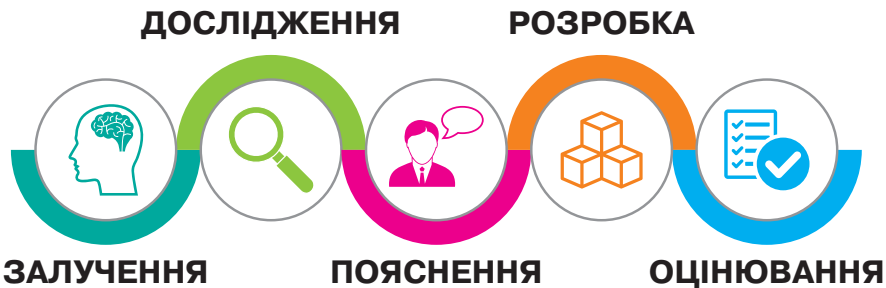 ДОСЛІДЖЕННЯ РОЗРОБКА
ЗАЛУЧЕННЯ ПОЯСНЕННЯ ОЦІНЮВАННЯ